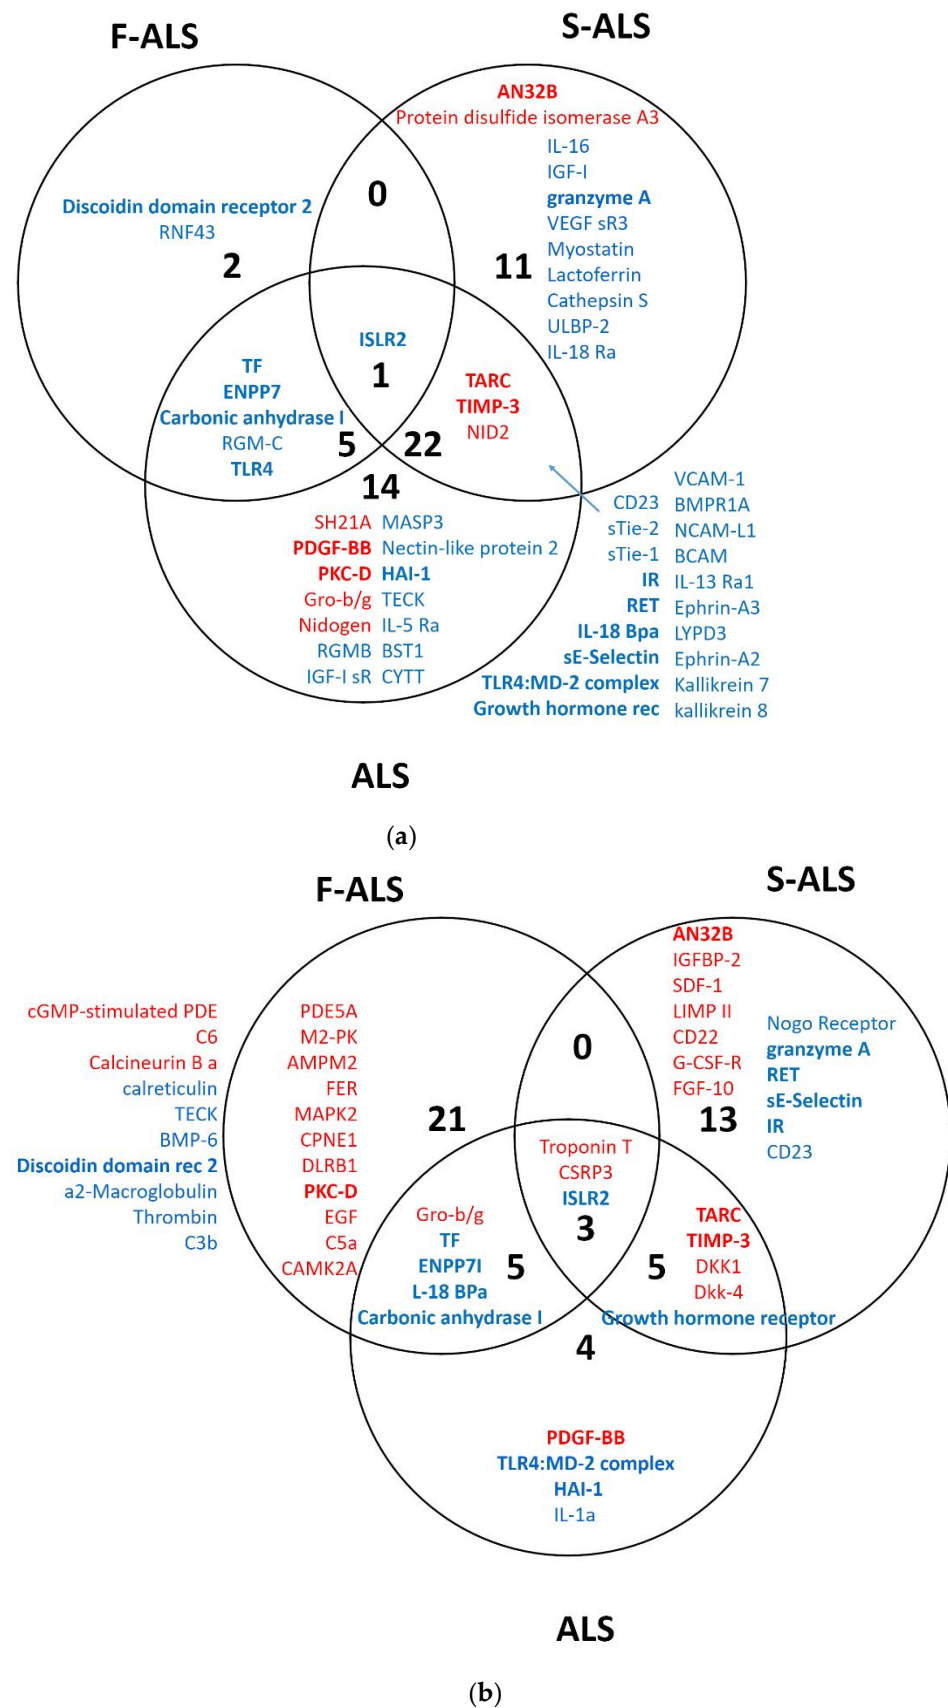 F-ALS
S-ALS
AN32B
Protein disulfide isomerase A3
IL-16
IGF-I
granzyme A
VEGF sR3
Myostatin
Lactoferrin
Cathepsin S
ULBP-2
IL-18 Ra
11
0
Discoidin domain receptor 2
RNF43
2
ISLR2
1
TF
ENPP7
Carbonic anhydrase I
RGM-C
TLR4
5
TARC
TIMP-3
NID2
22
14
SH21A MASP3
PDGF-BB Nectin-like protein 2
PKC-D HAI-1
Gro-b/g TECK
Nidogen IL-5 Ra
RGMB BST1
IGF-I sR CYTT
VCAM-1
CD23 BMPR1A
sTie-2 NCAM-L1
sTie-1 BCAM
IR IL-13 Ra1
RET Ephrin-A3
IL-18 Bpa LYPD3
sE-Selectin Ephrin-A2
TLR4:MD-2 complex Kallikrein 7
Growth hormone rec kallikrein 8
ALS
(a)
F-ALS
S-ALS
AN32B
IGFBP-2
SDF-1
LIMP II
CD22
G-CSF-R
FGF-10
Nogo Receptor
granzyme A
RET
sE-Selectin
IR
CD23
13
0
cGMP-stimulated PDE
C6
Calcineurin B a
calreticulin
TECK
BMP-6
Discoidin domain rec 2
a2-Macroglobulin
Thrombin
C3b
PDE5A
M2-PK
AMPM2
FER
MAPK2
CPNE1
DLRB1
PKC-D
EGF
C5a
CAMK2A
21
Troponin T
CSRP3
ISLR2
3
Gro-b/g
TF
ENPP7I
L-18 BPa
Carbonic anhydrase I
5
5
TARC
TIMP-3
DKK1
Dkk-4
Growth hormone receptor
4
PDGF-BB
TLR4:MD-2 complex
HAI-1
IL-1a
ALS
(b)